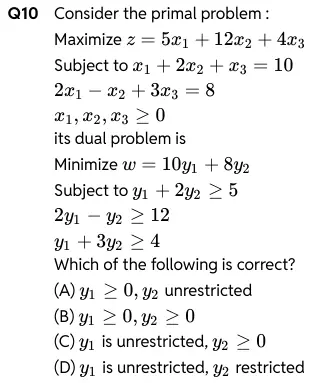 Q10 Consider the primal problem :
Maximize z = 5x₁ + 12x₂ + 4x₃
Subject to x₁ + 2x₂ + x₃ = 10
2x₁ − x₂ + 3x₃ = 8
x₁, x₂, x₃ ≥ 0
its dual problem is
Minimize w = 10y₁ + 8y₂
Subject to y₁ + 2y₂ ≥ 5
2y₁ − y₂ ≥ 12
y₁ + 3y₂ ≥ 4
Which of the following is correct?
(A) y₁ ≥ 0, y₂ unrestricted
(B) y₁ ≥ 0, y₂ ≥ 0
(C) y₁ is unrestricted, y₂ ≥ 0
(D) y₁ is unrestricted, y₂ restricted